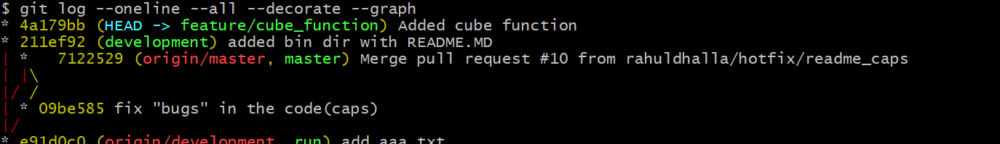 $ git log --oneline --all --decorate --graph
* 4a179bb (HEAD -> feature/cube_function) Added cube function
* 211ef92 (development) added bin dir with README.MD
| *   7122529 (origin/master, master) Merge pull request #10 from rahuldhalla/hotfix/readme_caps
| |\
|/ /
| * 09be585 fix "bugs" in the code(caps)
|/
* e91d0c0 (origin/development, run) add aaa.txt